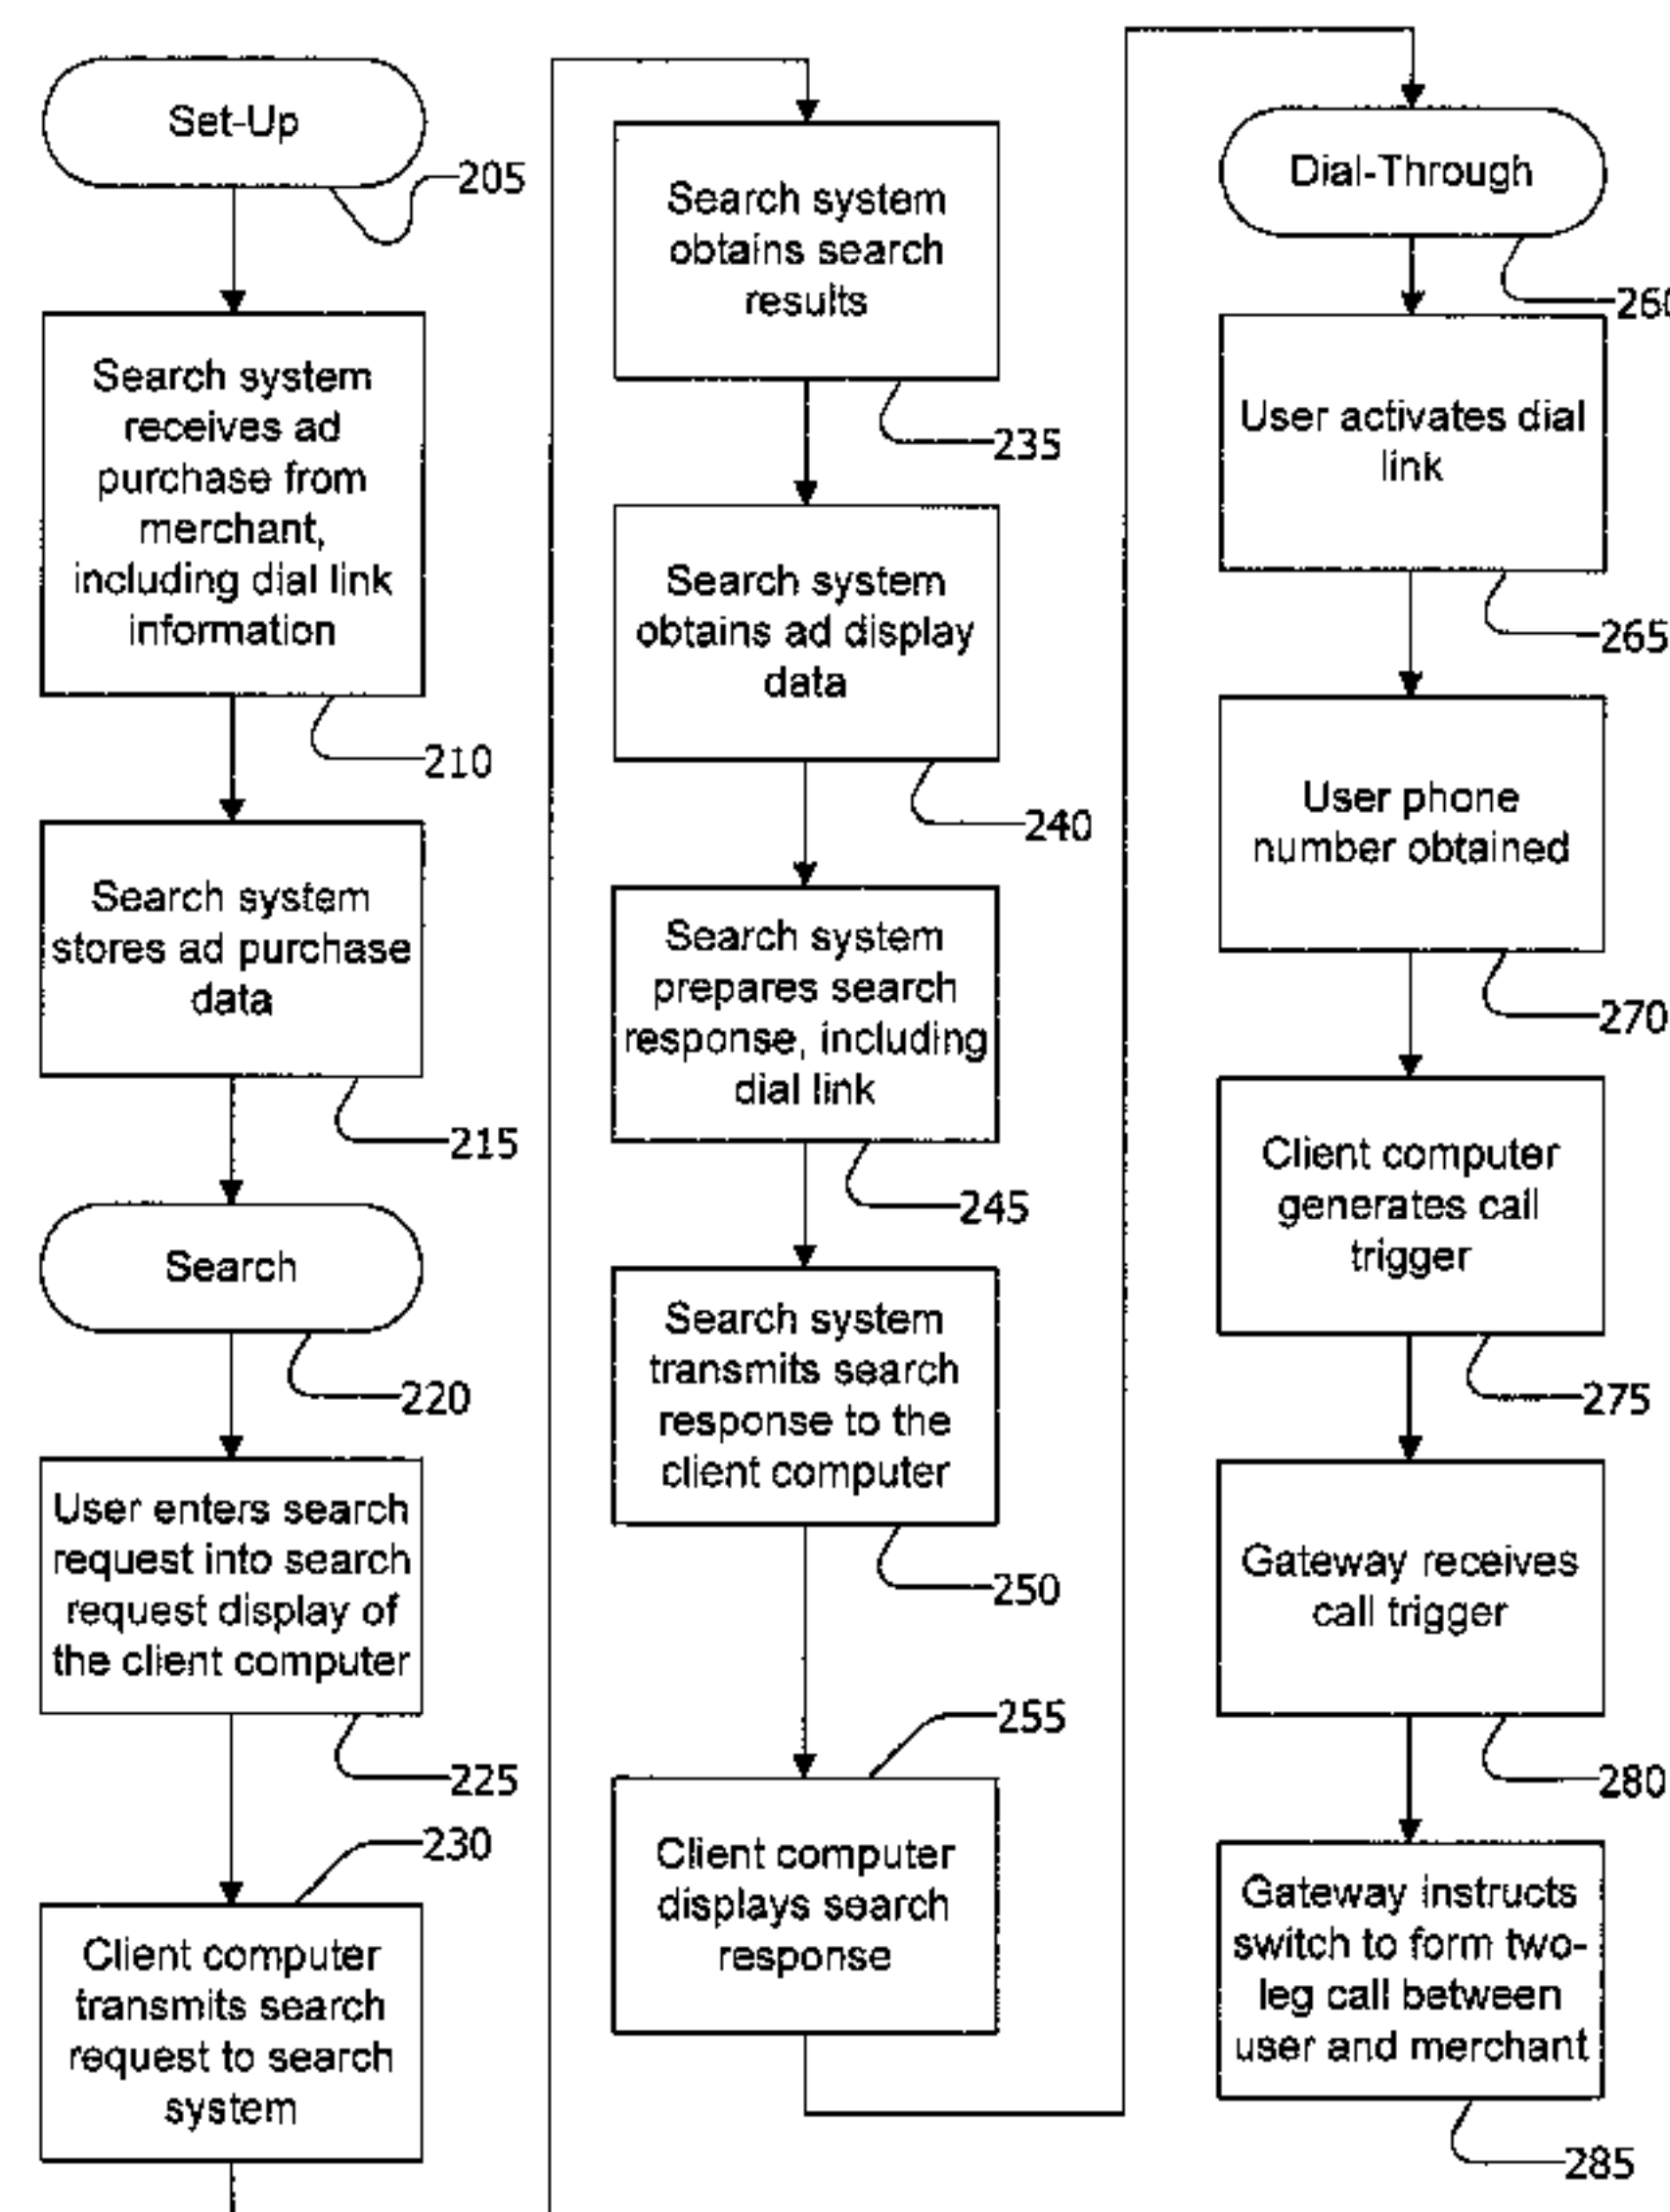 Set-Up
205
Search system
receives ad
purchase from
merchant,
including dial link
information
210
Search system
stores ad purchase
data
215
Search
220
User enters search
request into search
request display of
the client computer
225
230
Client computer
transmits search
request to search
system
Search system
obtains search
results
235
Search system
obtains ad display
data
240
Search system
prepares search
response, including
dial link
245
Search system
transmits search
response to the
client computer
250
255
Client computer
displays search
response
Dial-Through
260
User activates dial
link
265
User phone
number obtained
270
Client computer
generates call
trigger
275
Gateway receives
call trigger
280
Gateway instructs
switch to form two-
leg call between
user and merchant
285